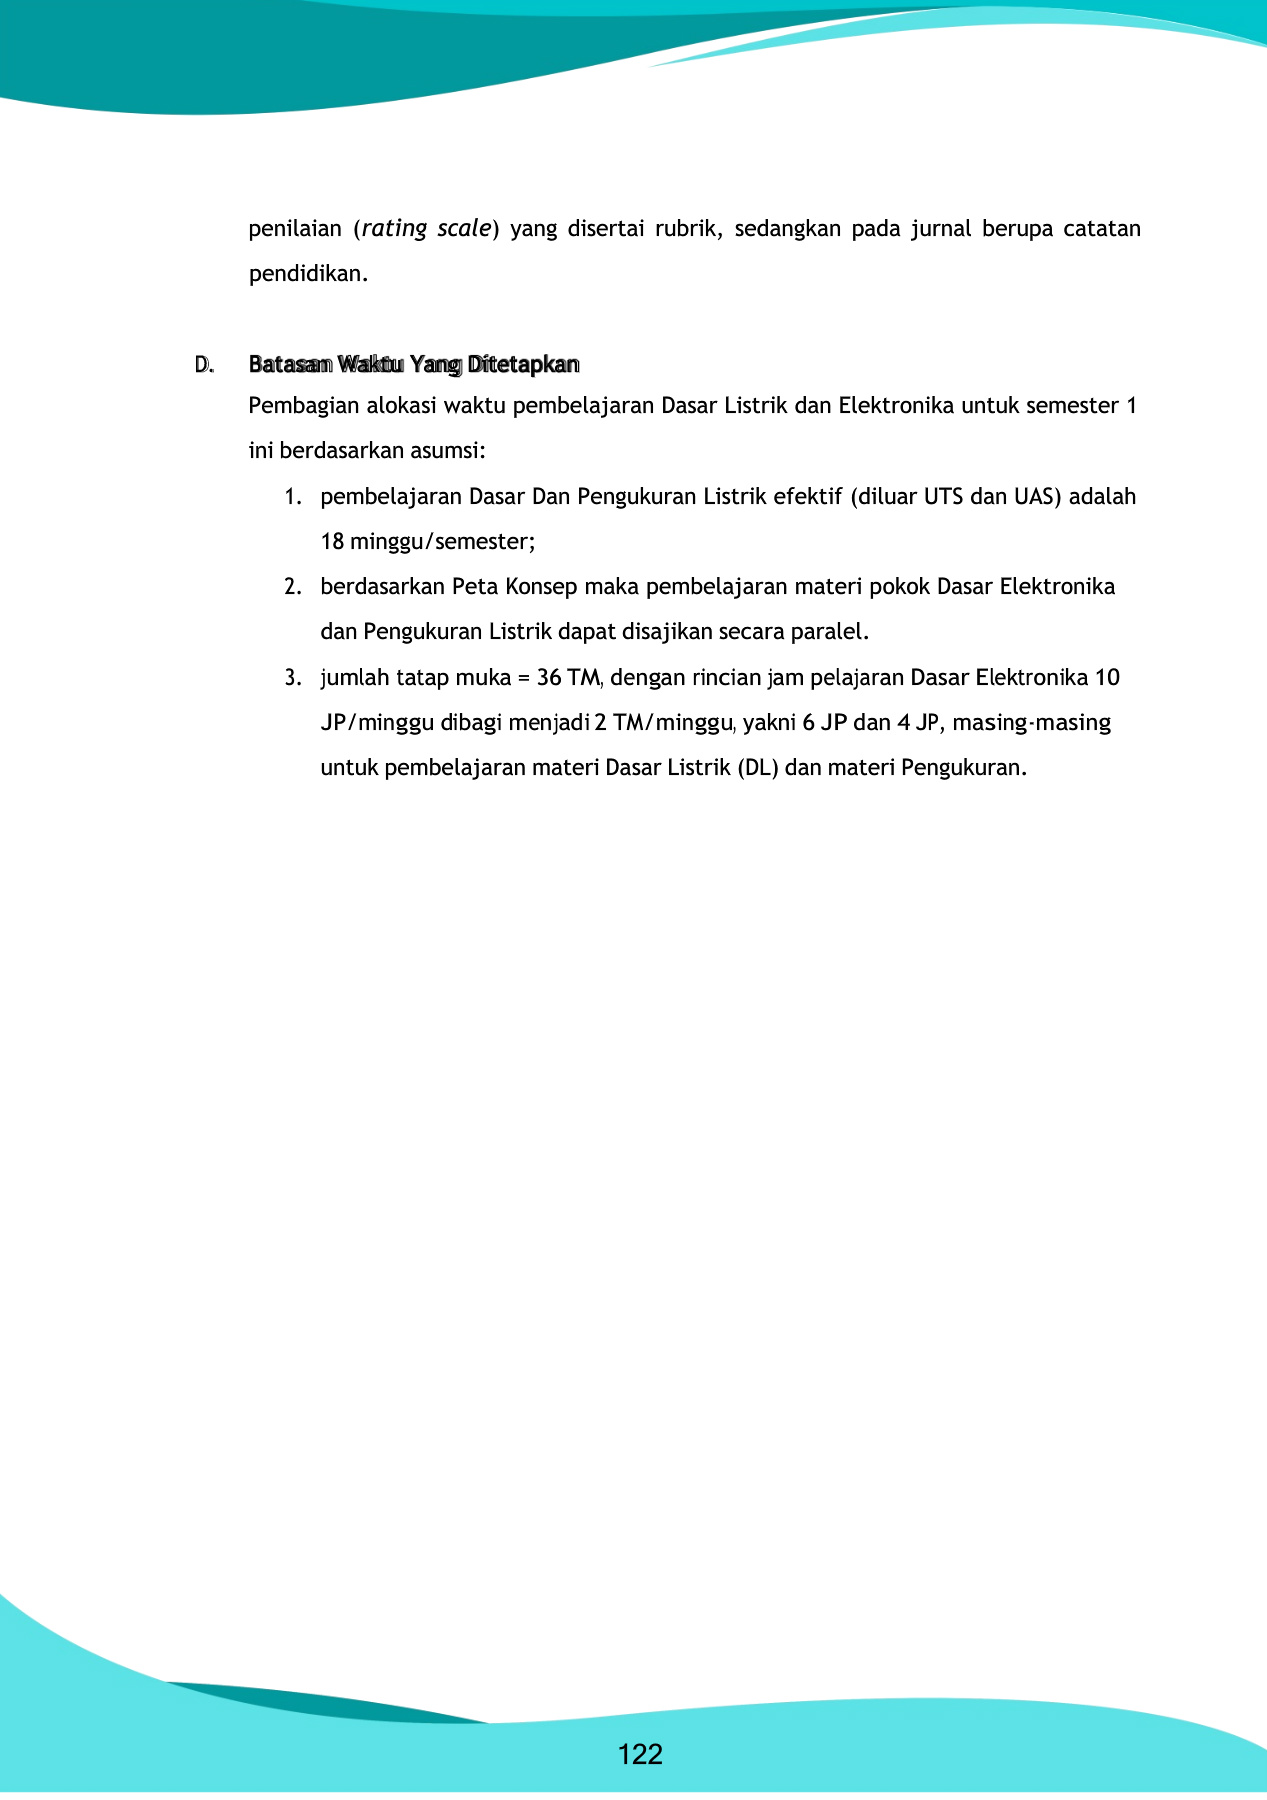 penilaian (rating scale) yang disertai rubrik, sedangkan pada jurnal berupa catatan
pendidikan.
D. Batasan Waktu Yang Ditetapkan
Pembagian alokasi waktu pembelajaran Dasar Listrik dan Elektronika untuk semester 1
ini berdasarkan asumsi:
1. pembelajaran Dasar Dan Pengukuran Listrik efektif (diluar UTS dan UAS) adalah
18 minggu/semester;
2. berdasarkan Peta Konsep maka pembelajaran materi pokok Dasar Elektronika
dan Pengukuran Listrik dapat disajikan secara paralel.
3. jumlah tatap muka = 36 TM, dengan rincian jam pelajaran Dasar Elektronika 10
JP/minggu dibagi menjadi 2 TM/minggu, yakni 6 JP dan 4 JP, masing-masing
untuk pembelajaran materi Dasar Listrik (DL) dan materi Pengukuran.
122